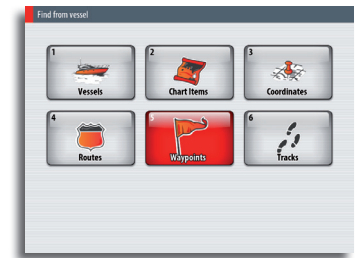 Find from vessel
1
Vessels
2
Chart Items
3
Coordinates
4
Routes
5
Waypoints
6
Tracks